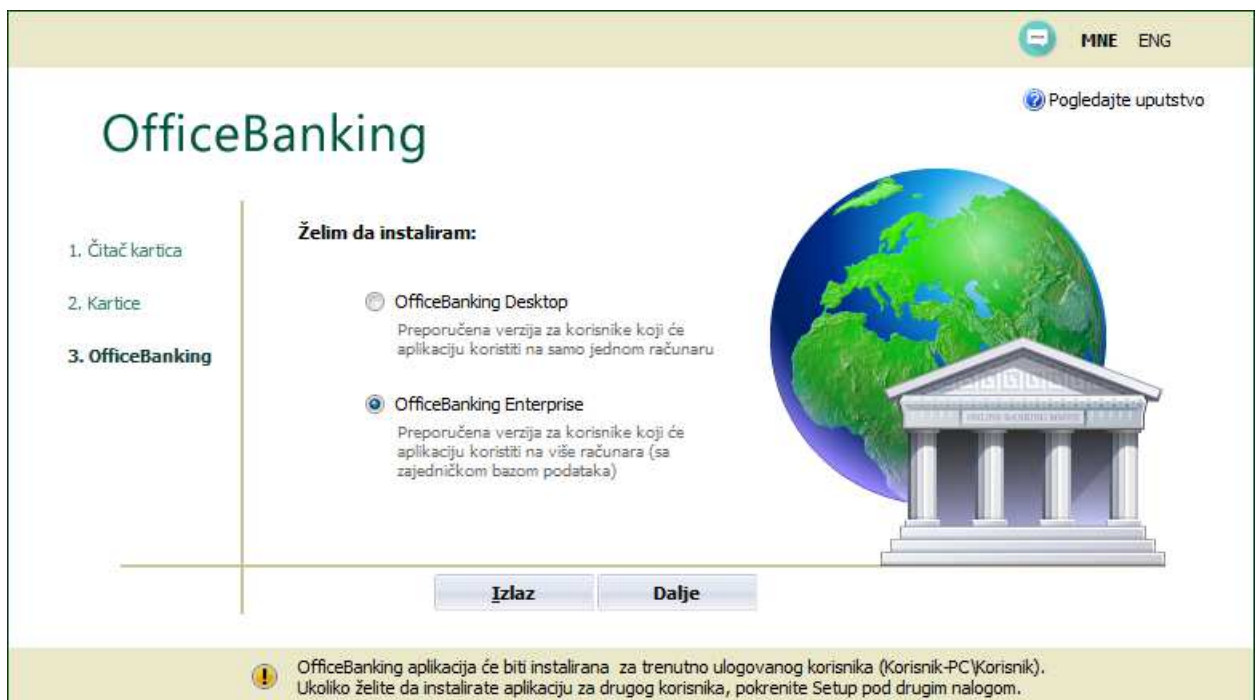 MNE ENG
Pogledajte uputstvo
OfficeBanking
1. Čitač kartica
2. Kartice
3. OfficeBanking
Želim da instaliram:
OfficeBanking Desktop
Preporučena verzija za korisnike koji će
aplikaciju koristiti na samo jednom računaru
OfficeBanking Enterprise
Preporučena verzija za korisnike koji će
aplikaciju koristiti na više računara (sa
zajedničkom bazom podataka)
Izlaz Dalje
OfficeBanking aplikacija će biti instalirana za trenutno ulogovanog korisnika (Korisnik-PC\Korisnik).
Ukoliko želite da instalirate aplikaciju za drugog korisnika, pokrenite Setup pod drugim nalogom.